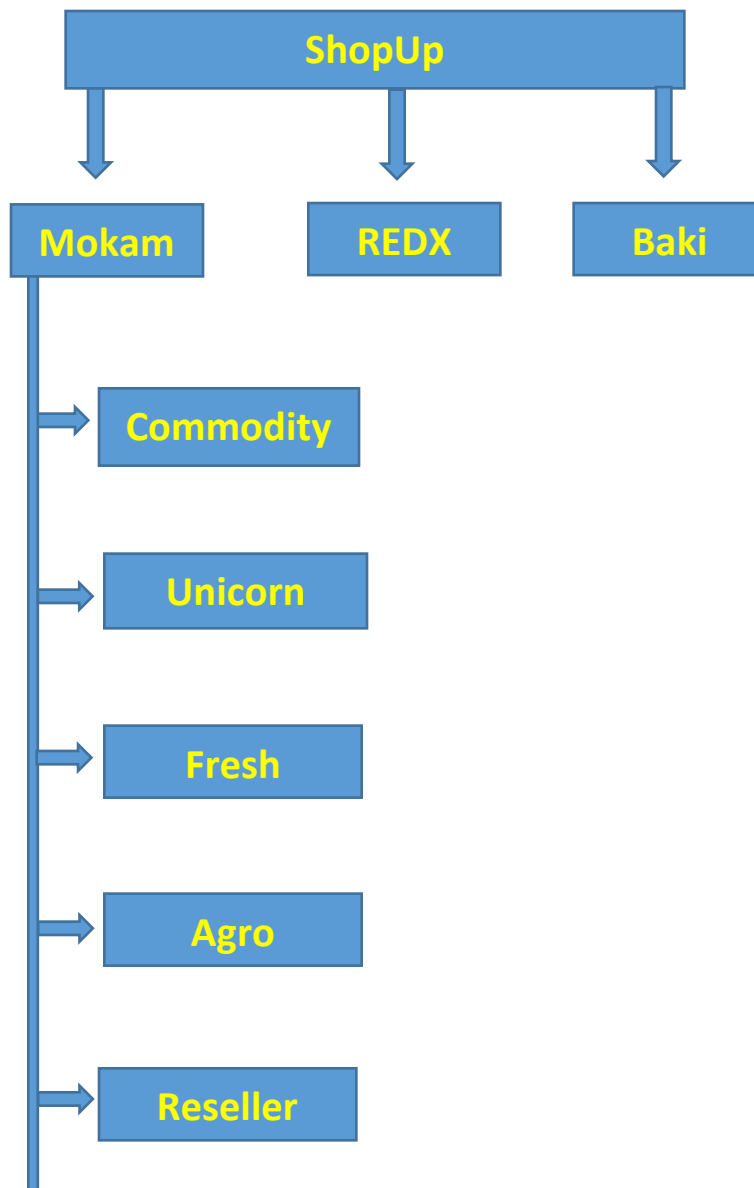 ShopUp
Mokam
REDX
Baki
Commodity
Unicorn
Fresh
Agro
Reseller